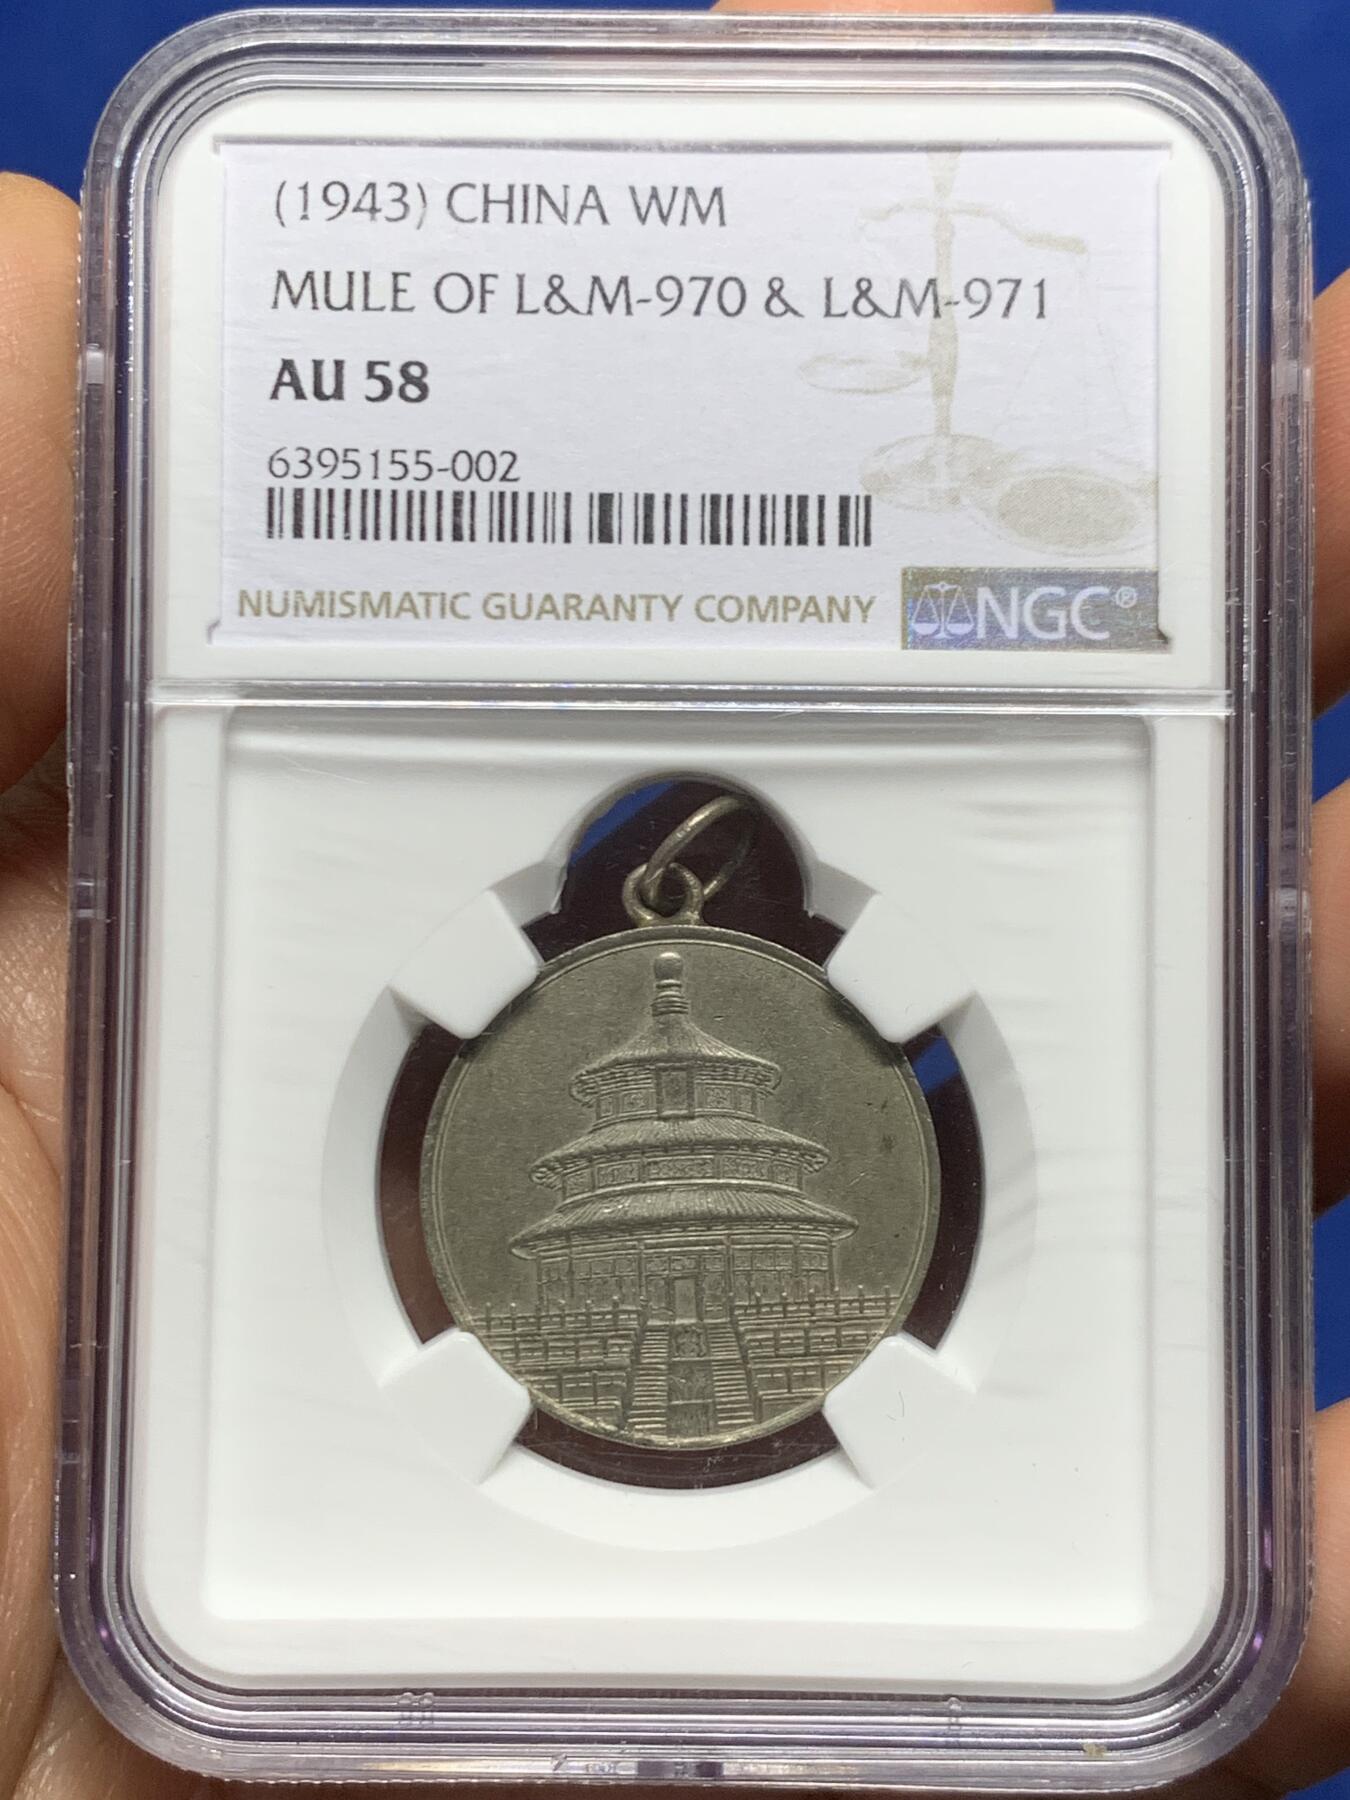 (1943) CHINA WM
MULE OF L&M-970 & L&M-971
AU 58
6395155-002
NUMISMATIC GUARANTY COMPANY
NGC®